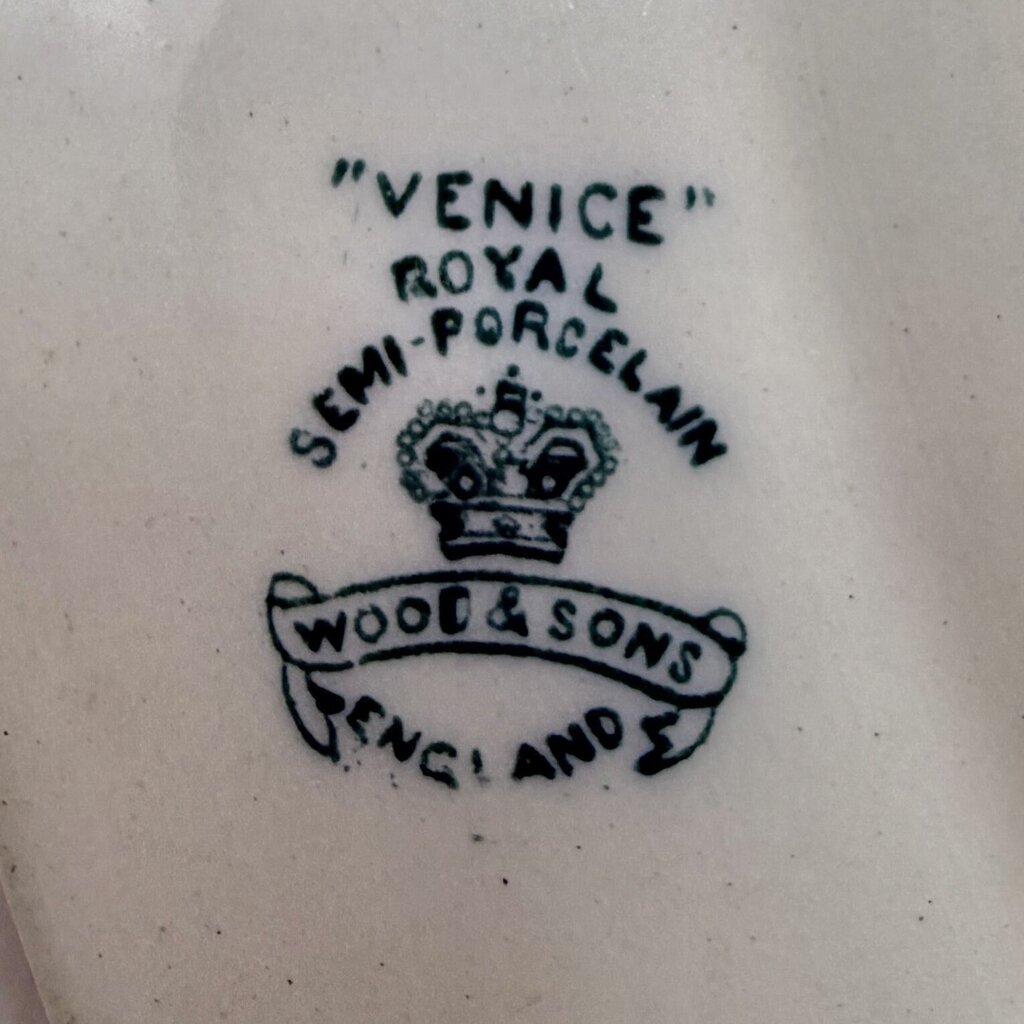 "VENICE"
ROYAL
SEMI-PORCELAIN
WOOD & SONS
ENGLAND